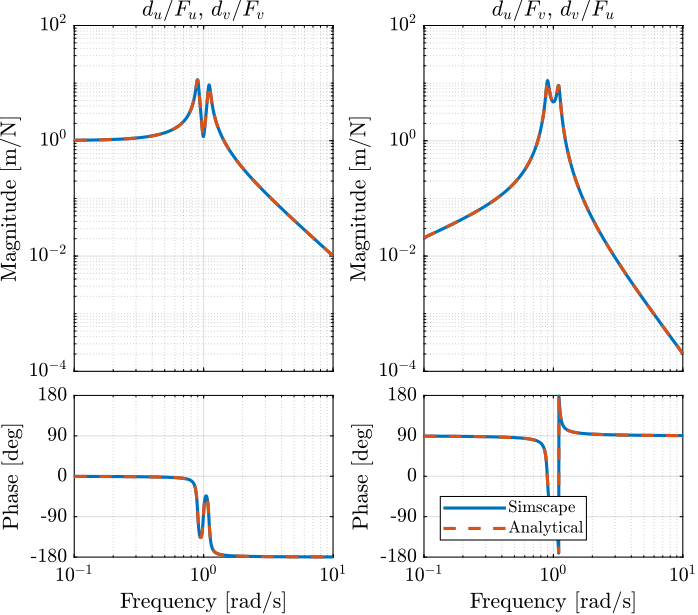 d_u/F_u, d_v/F_v
10^2
10^0
10^{-2}
10^{-4}
Magnitude [m/N]
180
90
0
-90
-180
Phase [deg]
10^{-1}
10^0
10^1
Frequency [rad/s]
d_u/F_v, d_v/F_u
10^2
10^0
10^{-2}
10^{-4}
Magnitude [m/N]
180
90
0
-90
-180
Phase [deg]
Simscape
Analytical
10^{-1}
10^0
10^1
Frequency [rad/s]